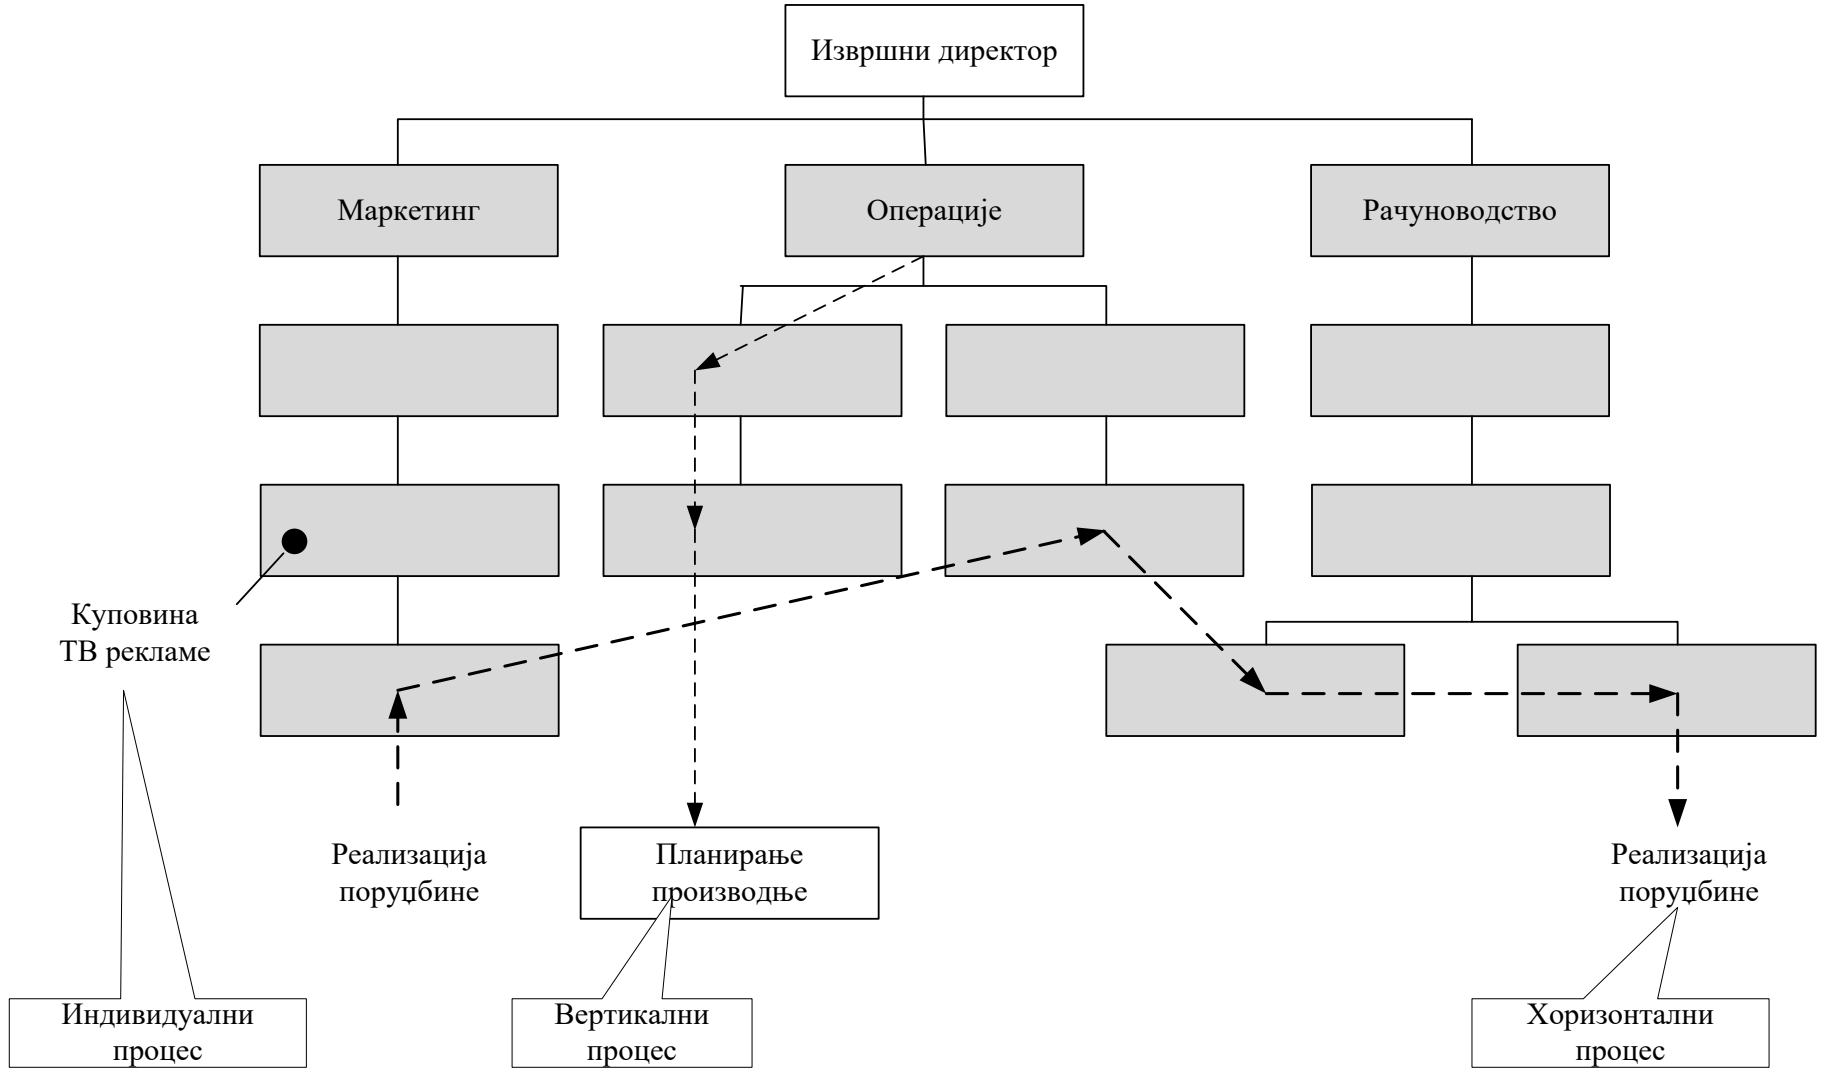 Извршни директор
Маркетинг
Операције
Рачуноводство
Куповина
ТВ рекламе
Реализација
поруџбине
Планирање
производње
Реализација
поруџбине
Индивидуални
процес
Вертикални
процес
Хоризонтални
процес